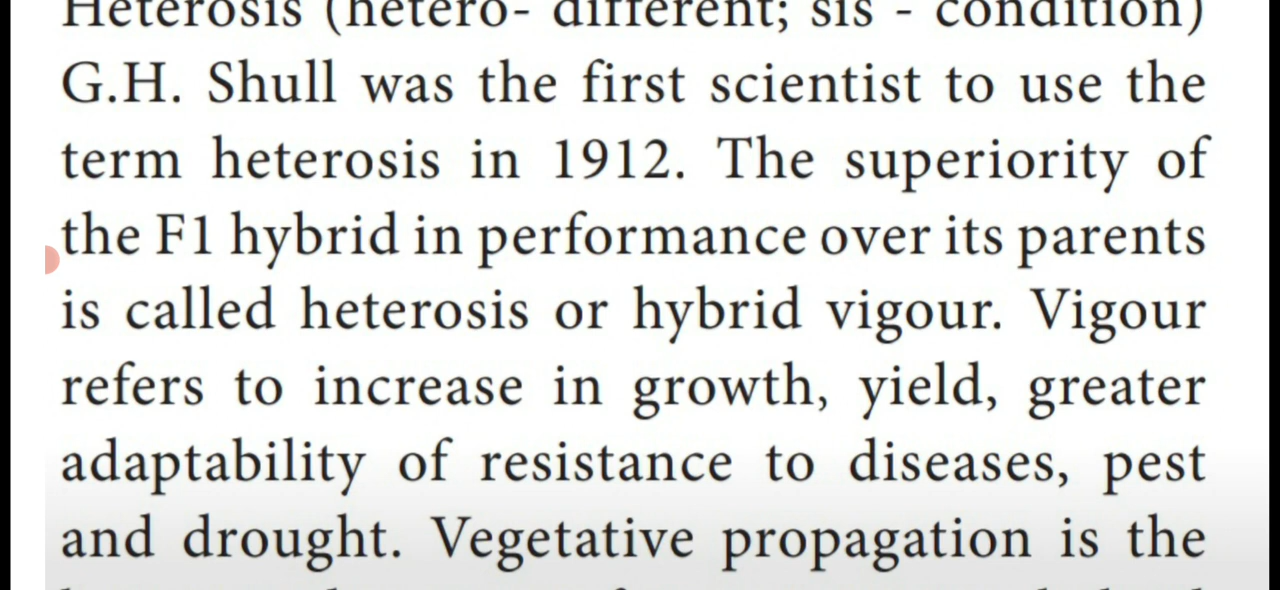 Heterosis (hetero- different; sis - condition)
G.H. Shull was the first scientist to use the
term heterosis in 1912. The superiority of
the F1 hybrid in performance over its parents
is called heterosis or hybrid vigour. Vigour
refers to increase in growth, yield, greater
adaptability of resistance to diseases, pest
and drought. Vegetative propagation is the